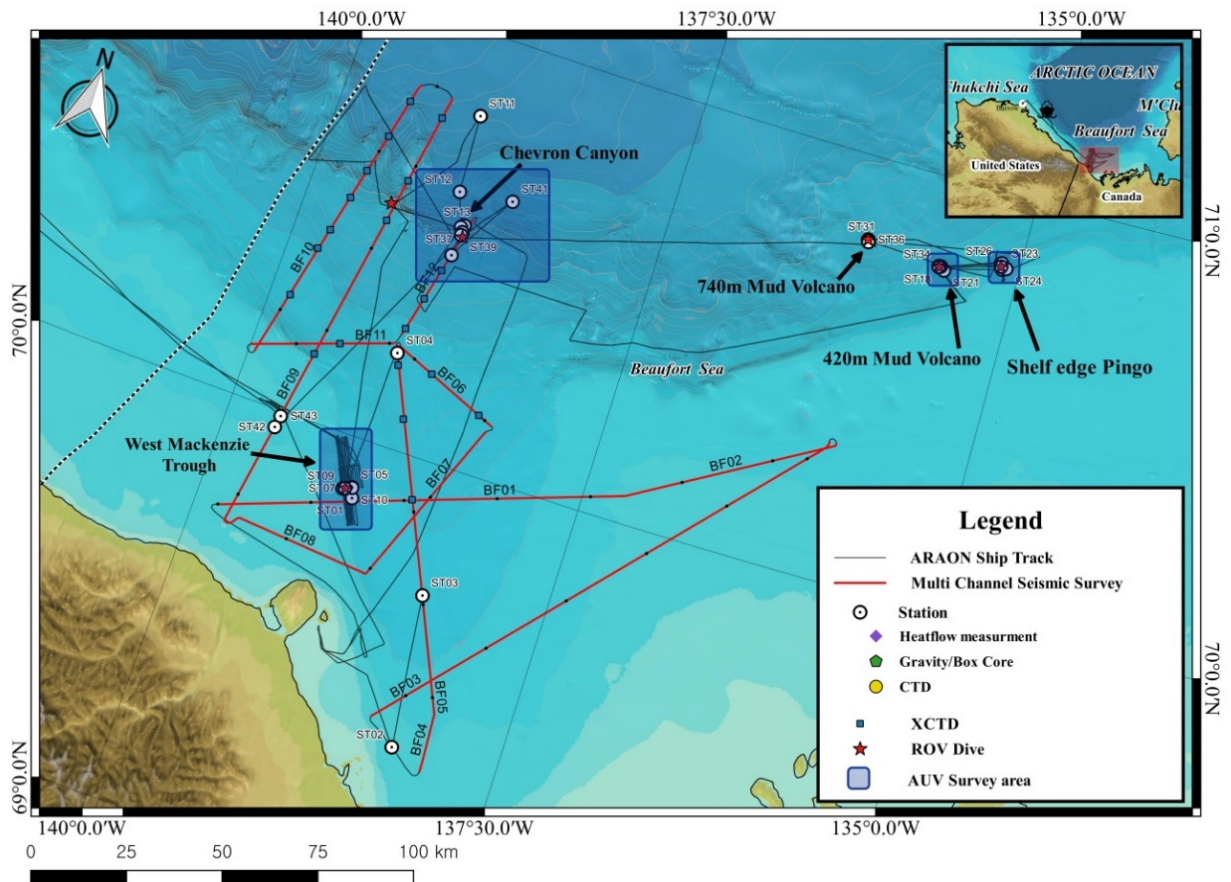 140°0.0'W
137°30.0'W
135°0.0'W
N
ARCTIC OCEAN
Chukchi Sea
Barrow
M'Clu
Beaufort Sea
United States
Canada
ST11
Chevron Canyon
ST12
ST41
ST13
ST37
ST39
ST31
ST36
ST26
ST23
ST34
ST21
ST24
BF10
BF12
740m Mud Volcano
71°0.0'N
70°0.0'N
BF11
ST04
420m Mud Volcano
Shelf edge Pingo
Beaufort Sea
BF09
BF06
ST43
ST42
West Mackenzie
Trough
ST09
ST05
ST07
ST10
ST01
BF07
BF01
BF02
BF08
ST03
BF03
BF05
BF04
ST02
Legend
ARAON Ship Track
Multi Channel Seismic Survey
Station
Heatflow measurment
Gravity/Box Core
CTD
XCTD
ROV Dive
AUV Survey area
70°0.0'N
69°0.0'N
140°0.0'W
137°30.0'W
135°0.0'W
0 25 50 75 100 km